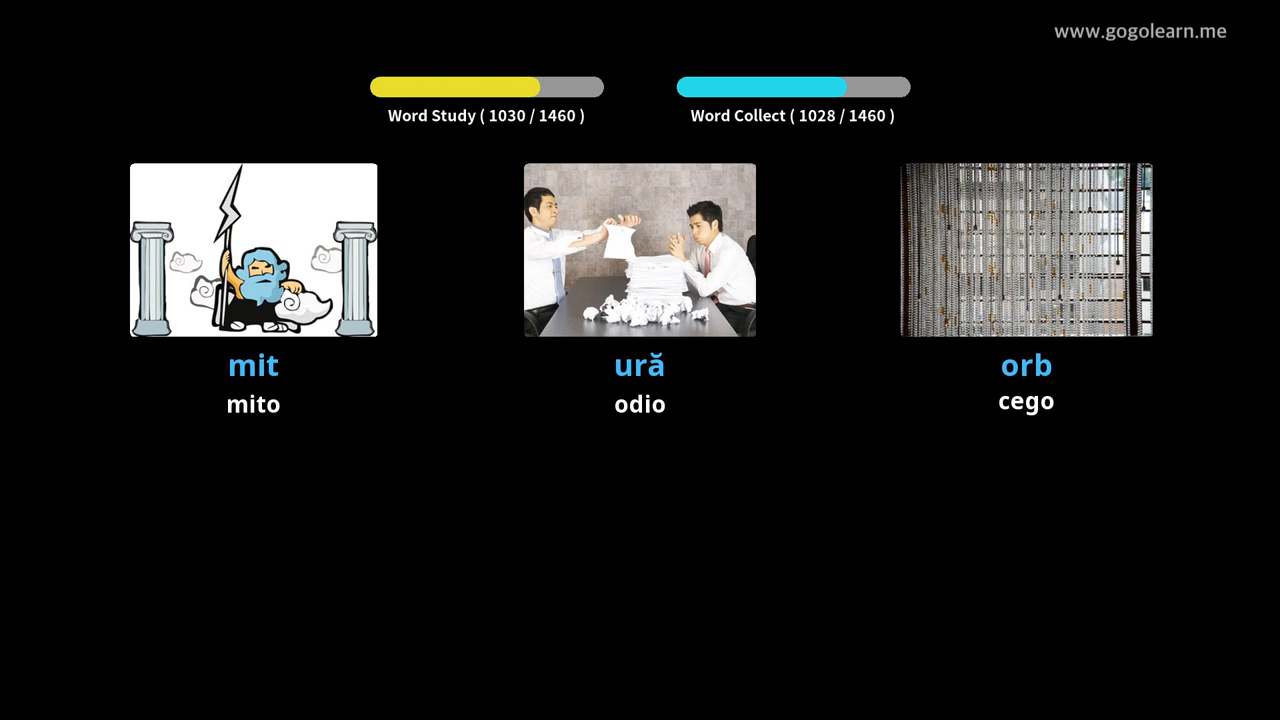 www.gogolearn.me
Word Study ( 1030 / 1460 )
Word Collect ( 1028 / 1460 )
mit
mito
ură
odio
orb
cego